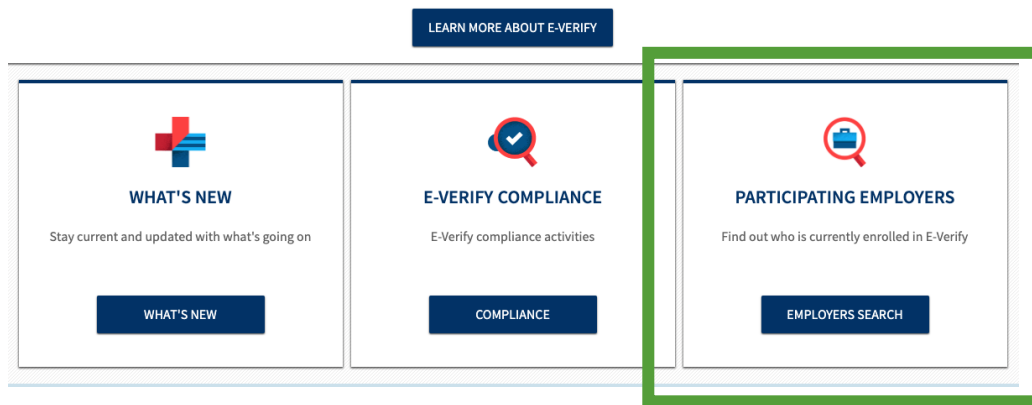 LEARN MORE ABOUT E-VERIFY
WHAT'S NEW
Stay current and updated with what's going on
WHAT'S NEW
E-VERIFY COMPLIANCE
E-Verify compliance activities
COMPLIANCE
PARTICIPATING EMPLOYERS
Find out who is currently enrolled in E-Verify
EMPLOYERS SEARCH